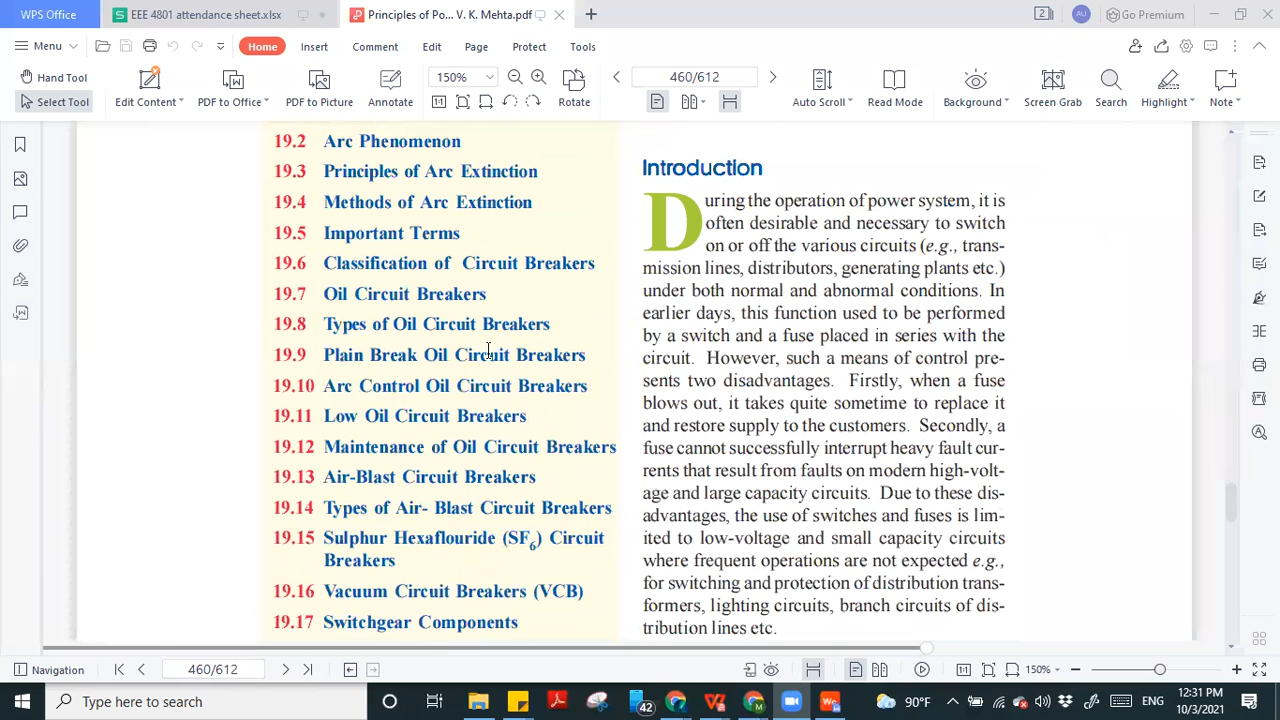 WPS Office
EEE 4801 attendance sheet.xlsx
Principles of Po... V. K. Mehta.pdf
2
AU
Go Premium
Menu
Home
Insert
Comment
Edit
Page
Protect
Tools
Hand Tool
Select Tool
Edit Content
PDF to Office
PDF to Picture
Annotate
150%
Rotate
460/612
Auto Scroll
Read Mode
Background
Screen Grab
Search
Highlight
Note
19.2 Arc Phenomenon
19.3 Principles of Arc Extinction
19.4 Methods of Arc Extinction
19.5 Important Terms
19.6 Classification of Circuit Breakers
19.7 Oil Circuit Breakers
19.8 Types of Oil Circuit Breakers
19.9 Plain Break Oil Circuit Breakers
19.10 Arc Control Oil Circuit Breakers
19.11 Low Oil Circuit Breakers
19.12 Maintenance of Oil Circuit Breakers
19.13 Air-Blast Circuit Breakers
19.14 Types of Air- Blast Circuit Breakers
19.15 Sulphur Hexaflouride (SF6) Circuit
Breakers
19.16 Vacuum Circuit Breakers (VCB)
19.17 Switchgear Components
Introduction
During the operation of power system, it is
often desirable and necessary to switch
on or off the various circuits (e.g., trans-
mission lines, distributors, generating plants etc.)
under both normal and abnormal conditions. In
earlier days, this function used to be performed
by a switch and a fuse placed in series with the
circuit. However, such a means of control pre-
sents two disadvantages. Firstly, when a fuse
blows out, it takes quite sometime to replace it
and restore supply to the customers. Secondly, a
fuse cannot successfully interrupt heavy fault cur-
rents that result from faults on modern high-volt-
age and large capacity circuits. Due to these dis-
advantages, the use of switches and fuses is lim-
ited to low-voltage and small capacity circuits
where frequent operations are not expected e.g.,
for switching and protection of distribution trans-
formers, lighting circuits, branch circuits of dis-
tribution lines etc.
Navigation
460/612
150%
Type here to search
42
90°F
ENG
12:31 PM
10/3/2021